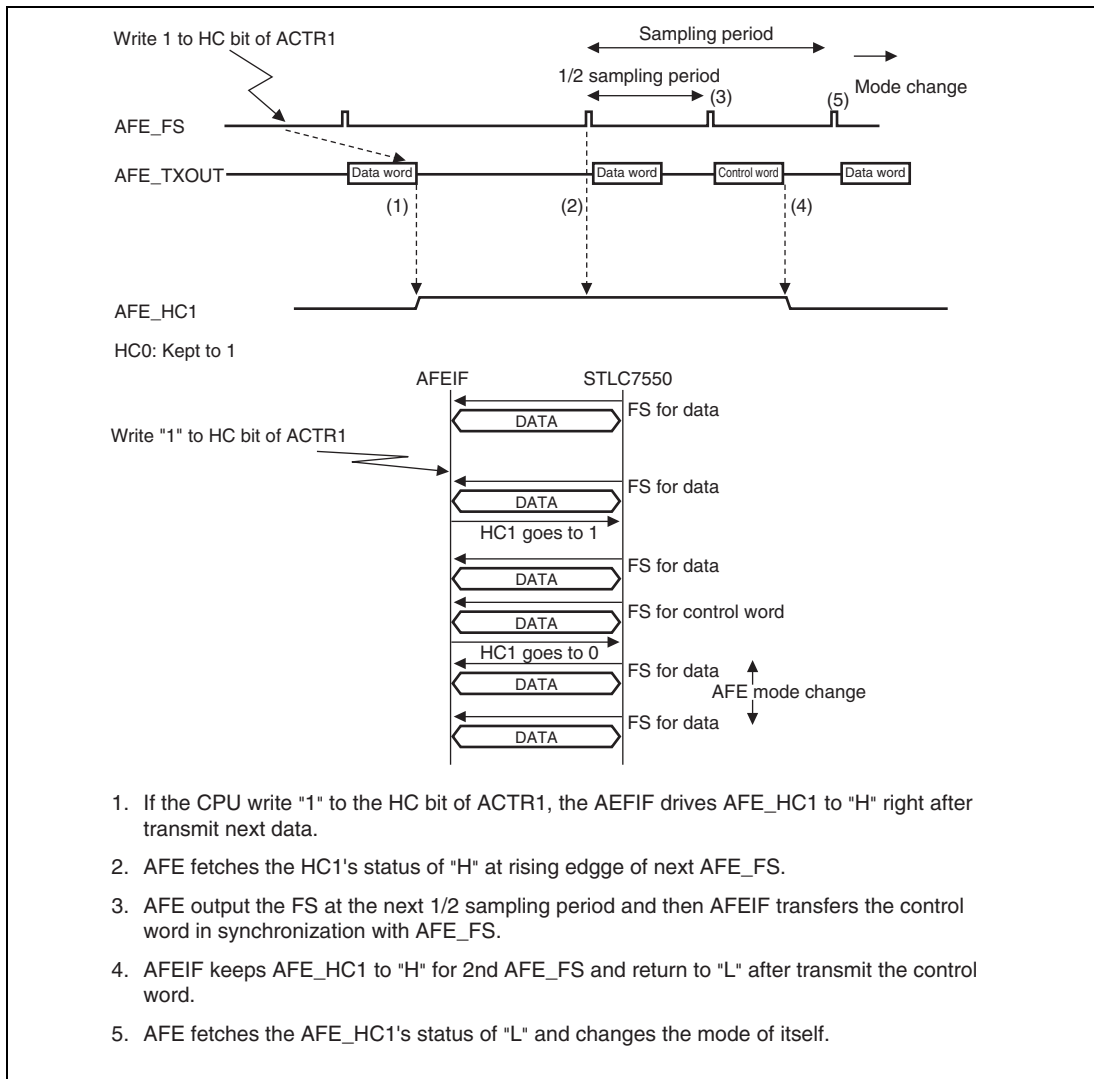 Write 1 to HC bit of ACTR1
Sampling period
1/2 sampling period
Mode change
(3)
(5)
AFE_FS
AFE_TXOUT
Data word
Data word
Control word
Data word
(1)
(2)
(4)
AFE_HC1
HC0: Kept to 1
AFEIF
STLC7550
FS for data
DATA
Write "1" to HC bit of ACTR1
FS for data
DATA
HC1 goes to 1
FS for data
DATA
FS for control word
DATA
HC1 goes to 0
FS for data
DATA
AFE mode change
FS for data
DATA
1. If the CPU write "1" to the HC bit of ACTR1, the AEFIF drives AFE_HC1 to "H" right after
transmit next data.
2. AFE fetches the HC1's status of "H" at rising edgge of next AFE_FS.
3. AFE output the FS at the next 1/2 sampling period and then AFEIF transfers the control
word in synchronization with AFE_FS.
4. AFEIF keeps AFE_HC1 to "H" for 2nd AFE_FS and return to "L" after transmit the control
word.
5. AFE fetches the AFE_HC1's status of "L" and changes the mode of itself.